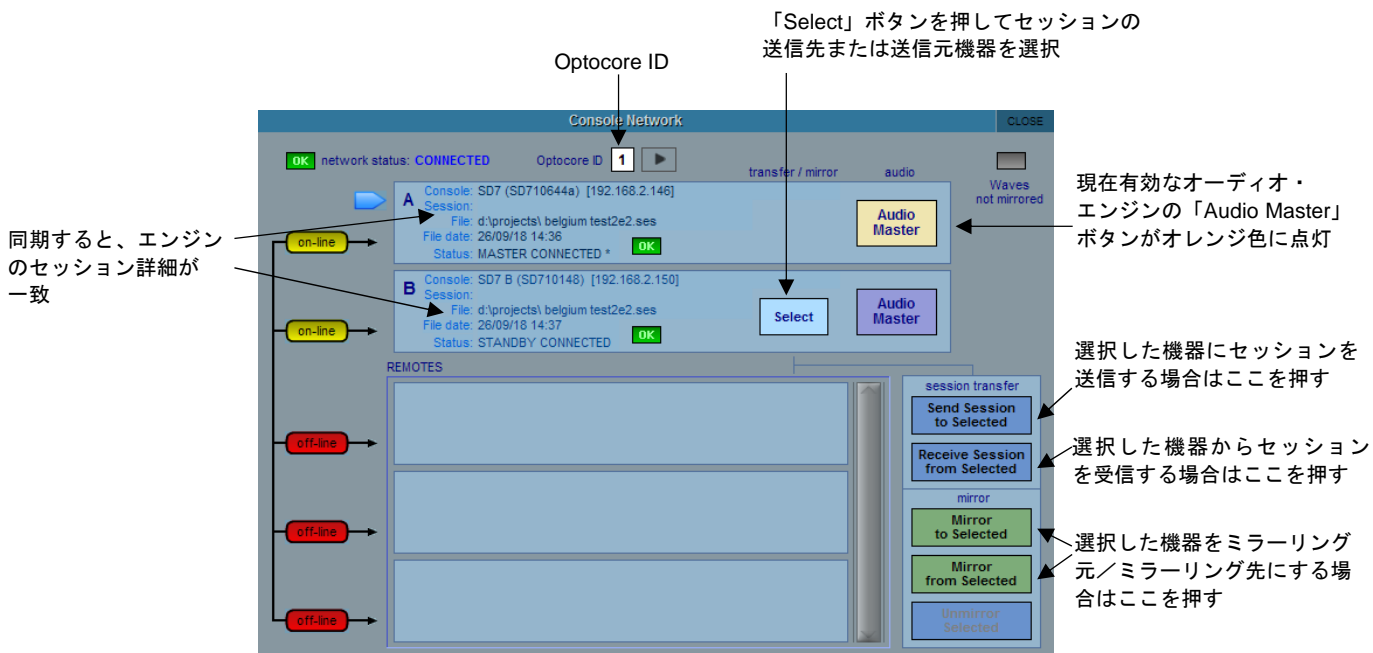 「Select」ボタンを押してセッションの
送信先または送信元機器を選択
Optocore ID
Console Network
CLOSE
OK network status: CONNECTED
Optocore ID 1
transfer / mirror
audio
Waves
not mirrored
A
Console: SD7 (SD710644a) [192.168.2.146]
Session:
File: d:\projects\ belgium test2e2.ses
File date: 26/09/18 14:36
Status: MASTER CONNECTED *
OK
Audio
Master
on-line
現在有効なオーディオ・
エンジンの「Audio Master」
ボタンがオレンジ色に点灯
同期すると、エンジン
のセッション詳細が
一致
B
Console: SD7 B (SD710148) [192.168.2.150]
Session:
File: d:\projects\ belgium test2e2.ses
File date: 26/09/18 14:37
Status: STANDBY CONNECTED
OK
Select
Audio
Master
on-line
REMOTES
off-line
off-line
off-line
session transfer
Send Session
to Selected
Receive Session
from Selected
mirror
Mirror
to Selected
Mirror
from Selected
Unmirror
Selected
選択した機器にセッションを
送信する場合はここを押す
選択した機器からセッション
を受信する場合はここを押す
選択した機器をミラーリング
元／ミラーリング先にする場
合はここを押す